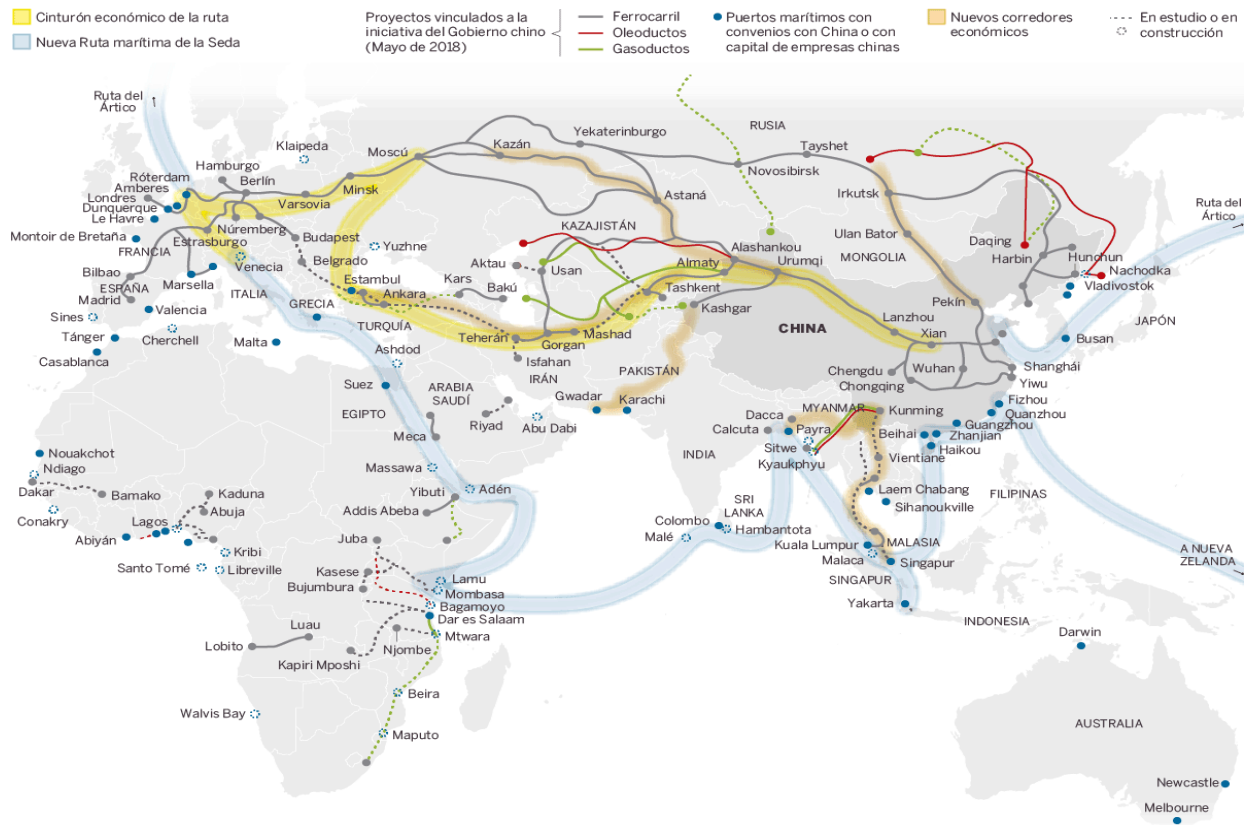 Cinturón económico de la ruta
Nueva Ruta marítima de la Seda
Proyectos vinculados a la
iniciativa del Gobierno chino
(Mayo de 2018)
Ferrocarril
Oleoductos
Gasoductos
Puertos marítimos con
convenios con China o con
capital de empresas chinas
Nuevos corredores
económicos
En estudio o en
construcción
Ruta del
Ártico
Klaipeda
Hamburgo
Róterdam
Amberes
Londres
Dunquerque
Le Havre
Montoir de Bretaña
Berlín
Varsovia
Minsk
Moscú
Kazán
Yekaterinburgo
RUSIA
Tayshet
Novosibirsk
Astaná
Irkutsk
Ulan Bator
MONGOLIA
Daqing
Harbin
Hunchun
Nachodka
Vladivostok
Ruta del
Ártico
Núremberg
Estrasburgo
FRANCIA
Budapest
Belgrado
Venecia
Yuzhne
KAZAJISTÁN
Alashankou
Almaty
Urumqi
Aktau
Usan
Kars
Bakú
Tashkent
Kashgar
Bilbao
ESPAÑA
Madrid
Marsella
ITALIA
Estambul
Ankara
GRECIA
TURQUÍA
Valencia
Sines
Tánger
Casablanca
Cherchell
Malta
Ashdod
Teherán
Gorgan
Mashad
Isfahan
IRÁN
PAKISTÁN
CHINA
Pekín
Lanzhou
Xian
Wuhan
Chengdu
Chongqing
Shanghái
Yiwu
JAPÓN
Busan
Suez
EGIPTO
ARABIA
SAUDÍ
Riyad
Meca
Abu Dabi
Gwadar
Karachi
Dacca
Calcuta
MYANMAR
Payra
Sitwe
Kyaukphyu
Kunming
Fizhou
Quanzhou
Guangzhou
Beihai
Zhanjian
Haikou
Vientiane
INDIA
Nouakchot
Ndiago
Dakar
Bamako
Conakry
Kaduna
Abuja
Lagos
Abiyán
Kribi
Santo Tomé
Libreville
Massawa
Adén
Yibuti
Addis Abeba
Juba
Kasese
Bujumbura
Lamu
Mombasa
Bagamoyo
Dar es Salaam
Mtwara
Njombe
Luau
Lobito
Kapiri Mposhi
Walvis Bay
Beira
Maputo
SRI
LANKA
Colombo
Hambantota
Malé
Laem Chabang
Sihanoukville
FILIPINAS
MALASIA
Kuala Lumpur
Malaca
Singapur
SINGAPUR
Yakarta
INDONESIA
A NUEVA
ZELANDA
Darwin
AUSTRALIA
Newcastle
Melbourne